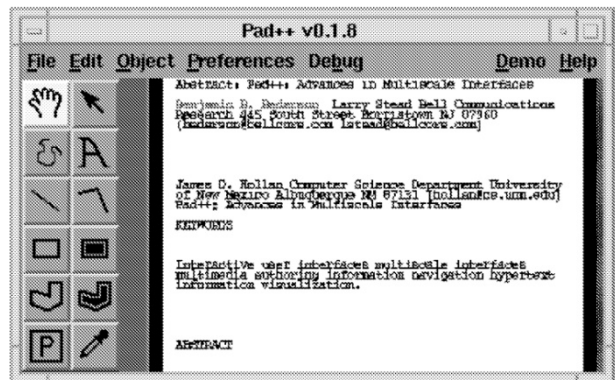 Pad++ v0.1.8
File Edit Object Preferences Debug Demo Help
Abstract: Pad++: Advances in Multiscale Interfaces
Benjamin B. Bederson Larry Stead Bell Communications
Research 445 South Street Morristown NJ 07960
(bederson@bellcore.com lstead@bellcore.com)
James D. Hollan Computer Science Department University
of New Mexico Albuquerque NM 87131 (hollan@cs.unm.edu)
Pad++: Advances in Multiscale Interfaces
KEYWORDS
Interactive user interfaces multiscale interfaces
multimedia authoring information navigation hypertext
information visualization.
ABSTRACT
A
P